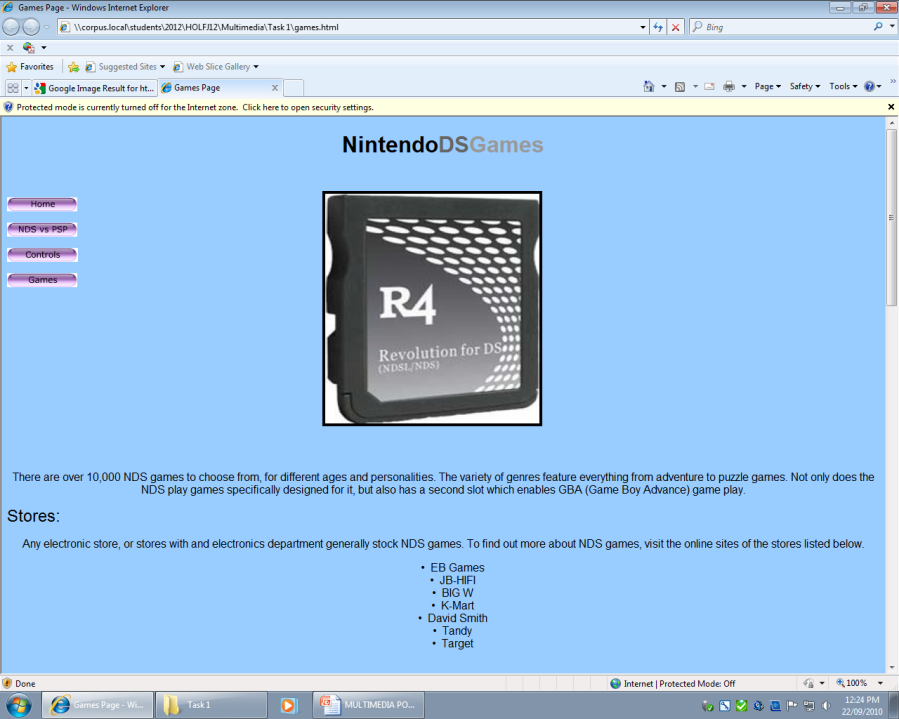 Games Page - Windows Internet Explorer
\\corpus.local\students\2012\HOLFJ12\Multimedia\Task 1\games.html
Bing
Favorites Suggested Sites Web Slice Gallery
Google Image Result for ht... Games Page Page Safety Tools
Protected mode is currently turned off for the Internet zone. Click here to open security settings.
NintendoDSGames
Home
NDS vs PSP
Controls
Games
R4
Revolution for DS
(NDSL/NDS)
There are over 10,000 NDS games to choose from, for different ages and personalities. The variety of genres feature everything from adventure to puzzle games. Not only does the
NDS play games specifically designed for it, but also has a second slot which enables GBA (Game Boy Advance) game play.
Stores:
Any electronic store, or stores with and electronics department generally stock NDS games. To find out more about NDS games, visit the online sites of the stores listed below.
• EB Games
• JB-HIFI
• BIG W
• K-Mart
• David Smith
• Tandy
• Target
Done Internet | Protected Mode: Off 100%
Games Page - Wi... Task 1 MULTIMEDIA PO... 12:24 PM
22/09/2010